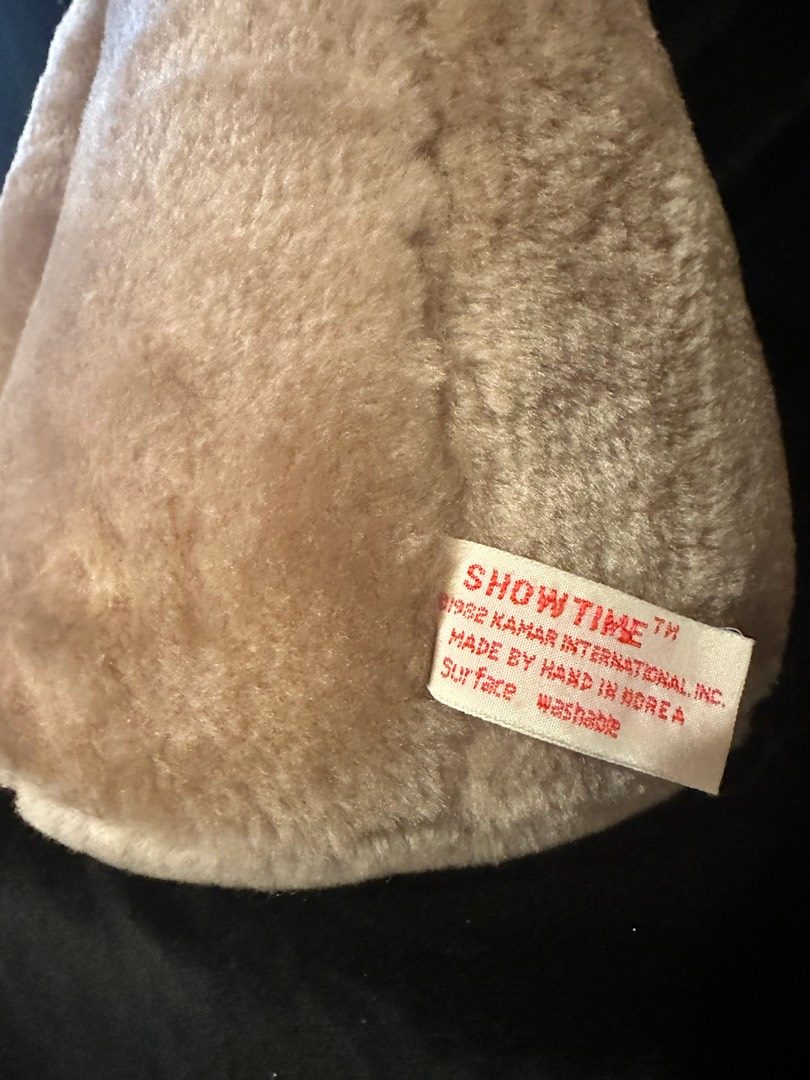 SHOWTIME TM
©1982 KAMAR INTERNATIONAL, INC.
MADE BY HAND IN KOREA
Surface washable